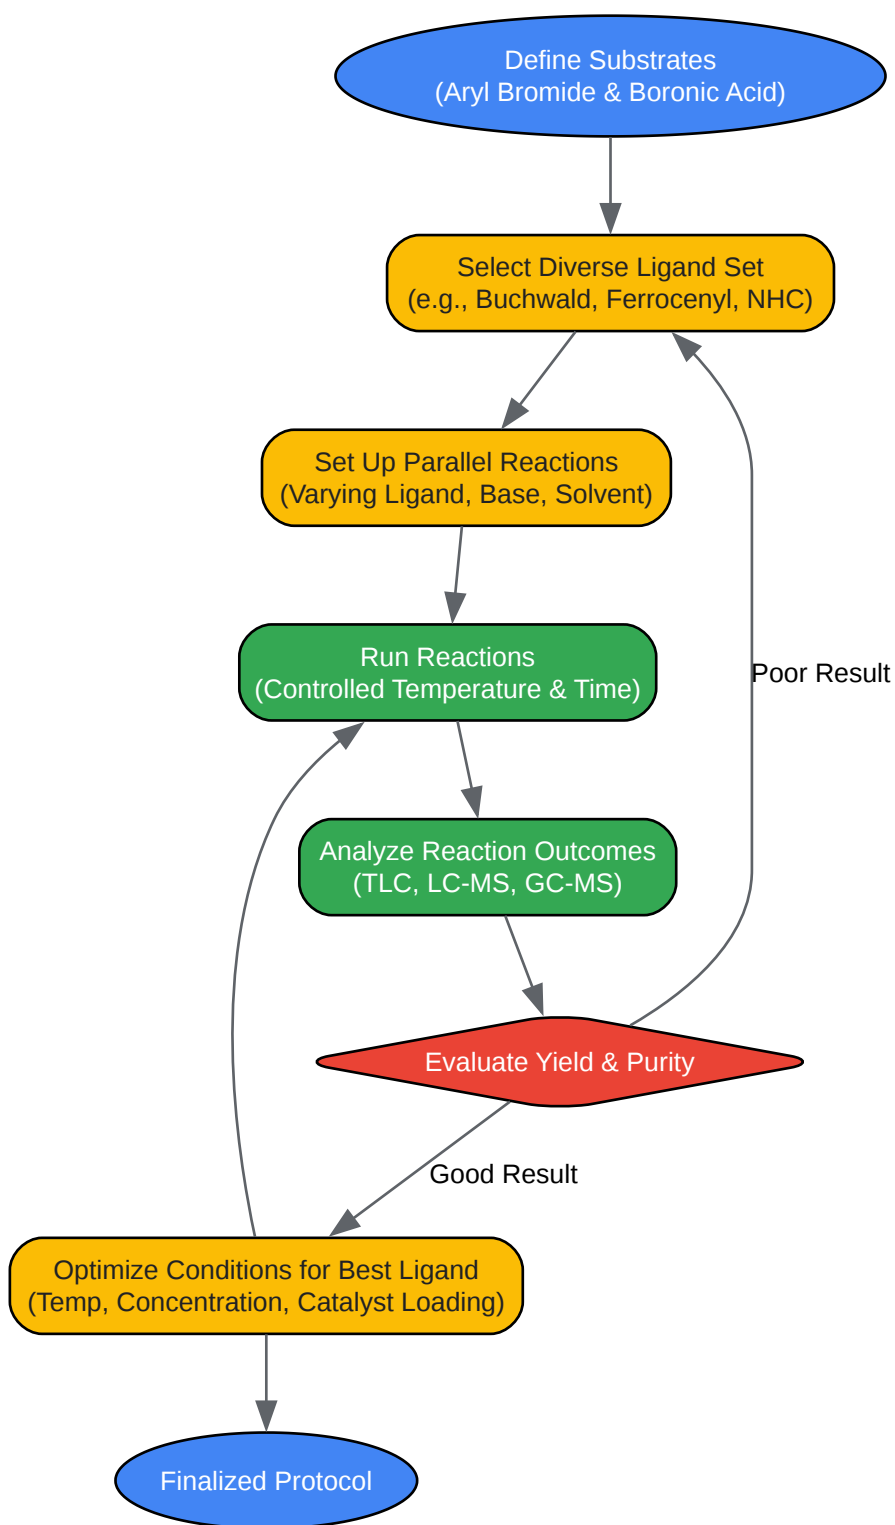 Define Substrates
(Aryl Bromide & Boronic Acid)
Select Diverse Ligand Set
(e.g., Buchwald, Ferrocenyl, NHC)
Set Up Parallel Reactions
(Varying Ligand, Base, Solvent)
Run Reactions
(Controlled Temperature & Time)
Poor Result
Analyze Reaction Outcomes
(TLC, LC-MS, GC-MS)
Evaluate Yield & Purity
Good Result
Optimize Conditions for Best Ligand
(Temp, Concentration, Catalyst Loading)
Finalized Protocol